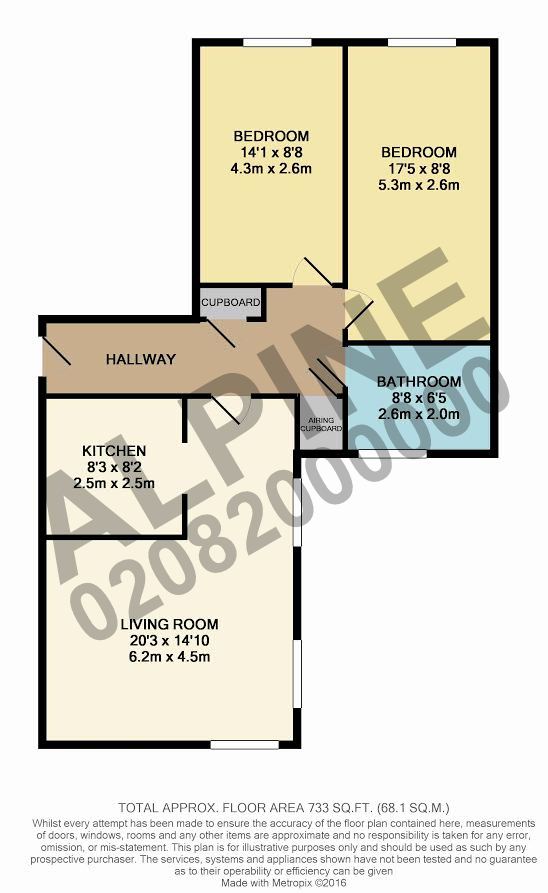 BEDROOM
14'1 x 8'8
4.3m x 2.6m
BEDROOM
17'5 x 8'8
5.3m x 2.6m
CUPBOARD
HALLWAY
BATHROOM
8'8 x 6'5
2.6m x 2.0m
AIRING
CUPBOARD
KITCHEN
8'3 x 8'2
2.5m x 2.5m
LIVING ROOM
20'3 x 14'10
6.2m x 4.5m
ALPINE
02082000000
TOTAL APPROX. FLOOR AREA 733 SQ.FT. (68.1 SQ.M.)
Whilst every attempt has been made to ensure the accuracy of the floor plan contained here, measurements
of doors, windows, rooms and any other items are approximate and no responsibility is taken for any error,
omission, or mis-statement. This plan is for illustrative purposes only and should be used as such by any
prospective purchaser. The services, systems and appliances shown have not been tested and no guarantee
as to their operability or efficiency can be given
Made with Metropix ©2016